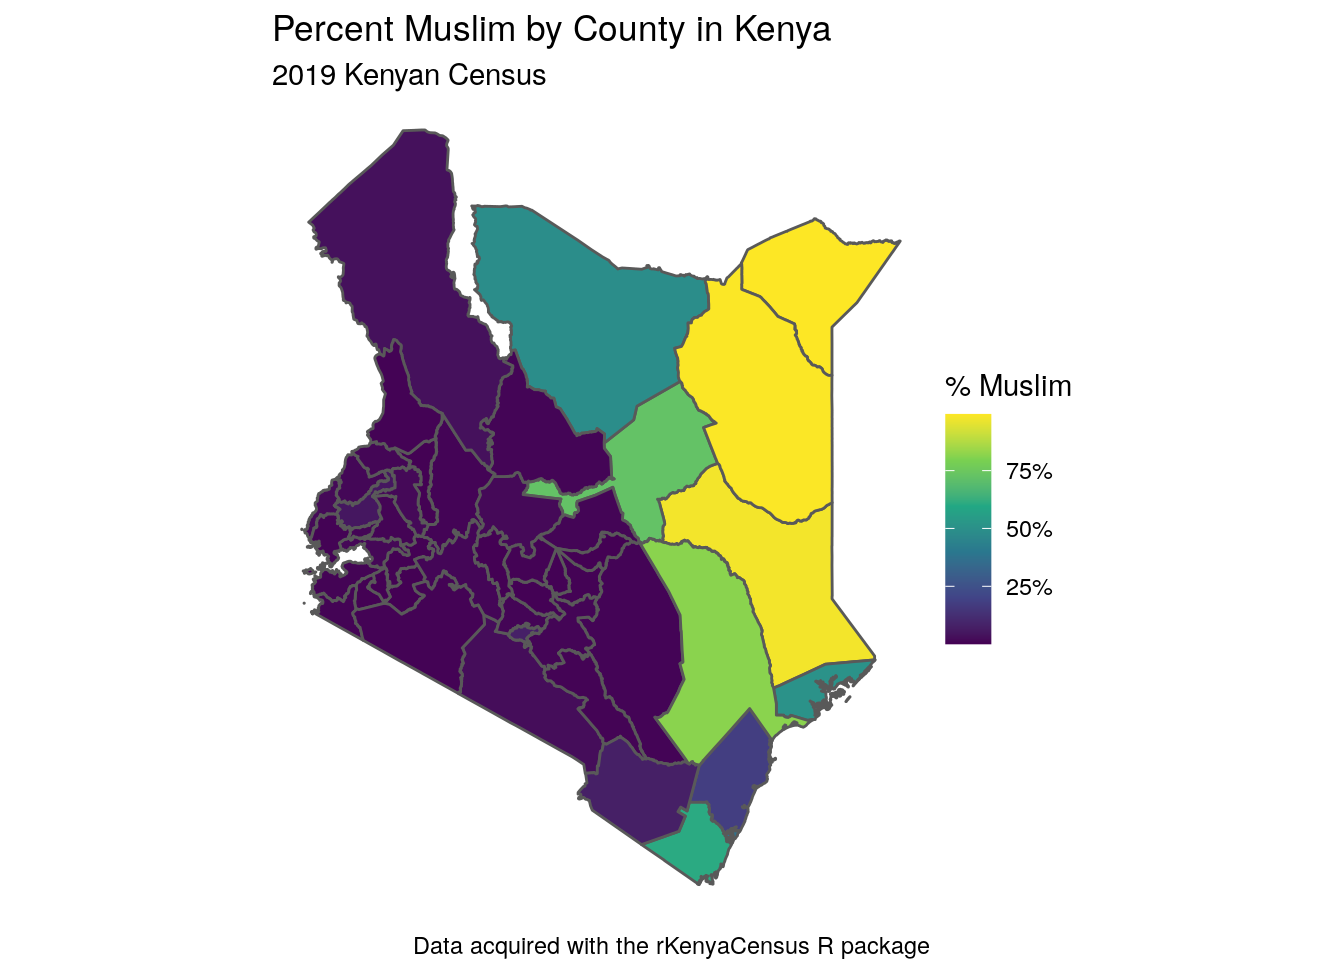 Percent Muslim by County in Kenya
2019 Kenyan Census
% Muslim
75%
50%
25%
Data acquired with the rKenyaCensus R package